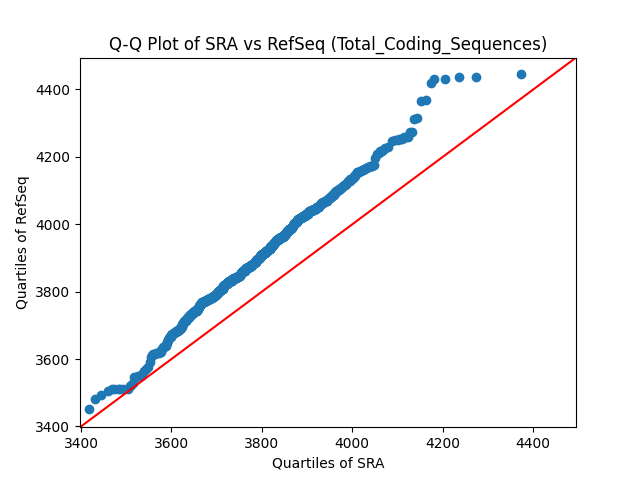 Q-Q Plot of SRA vs RefSeq (Total_Coding_Sequences)
Quartiles of RefSeq
4400
4200
4000
3800
3600
3400
3400 3600 3800 4000 4200 4400
Quartiles of SRA